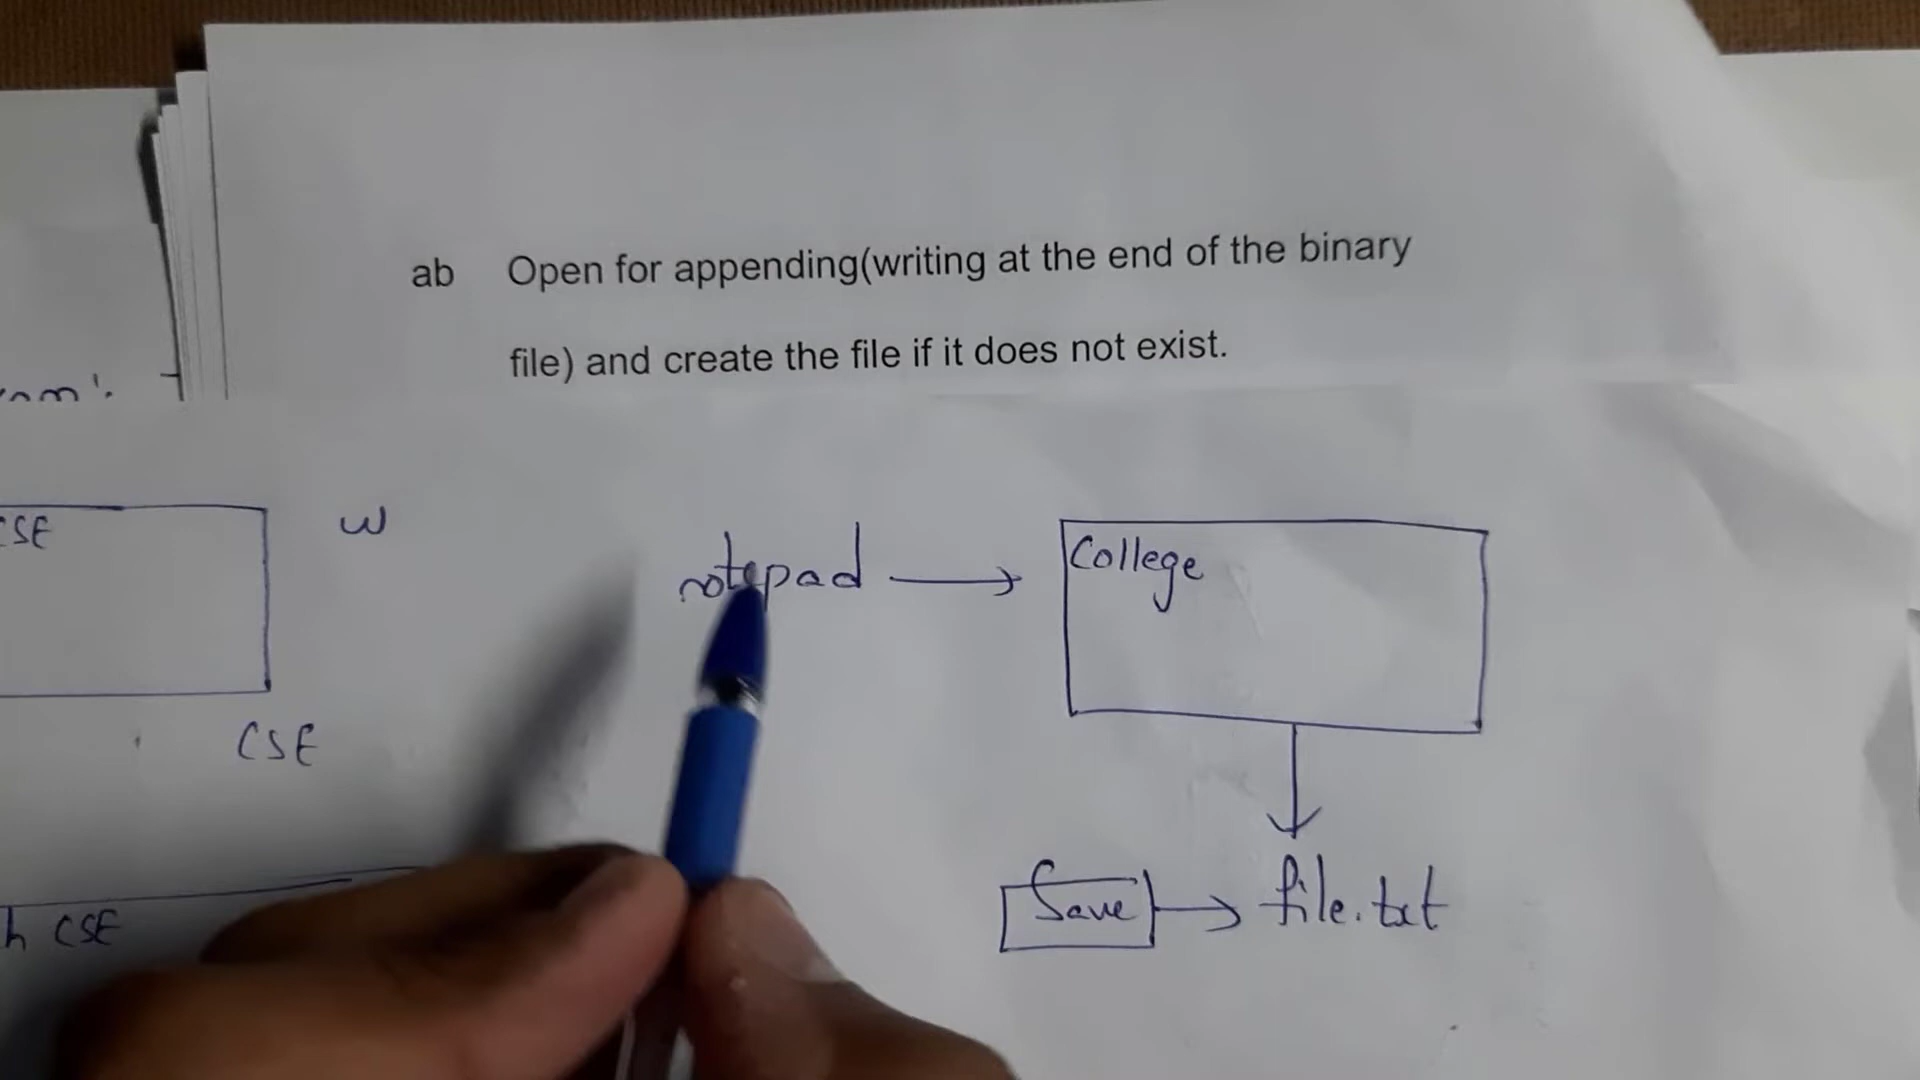 ab Open for appending(writing at the end of the binary
file) and create the file if it does not exist.
CSE w
notepad → College
CSE
Save → file.txt
h CSE